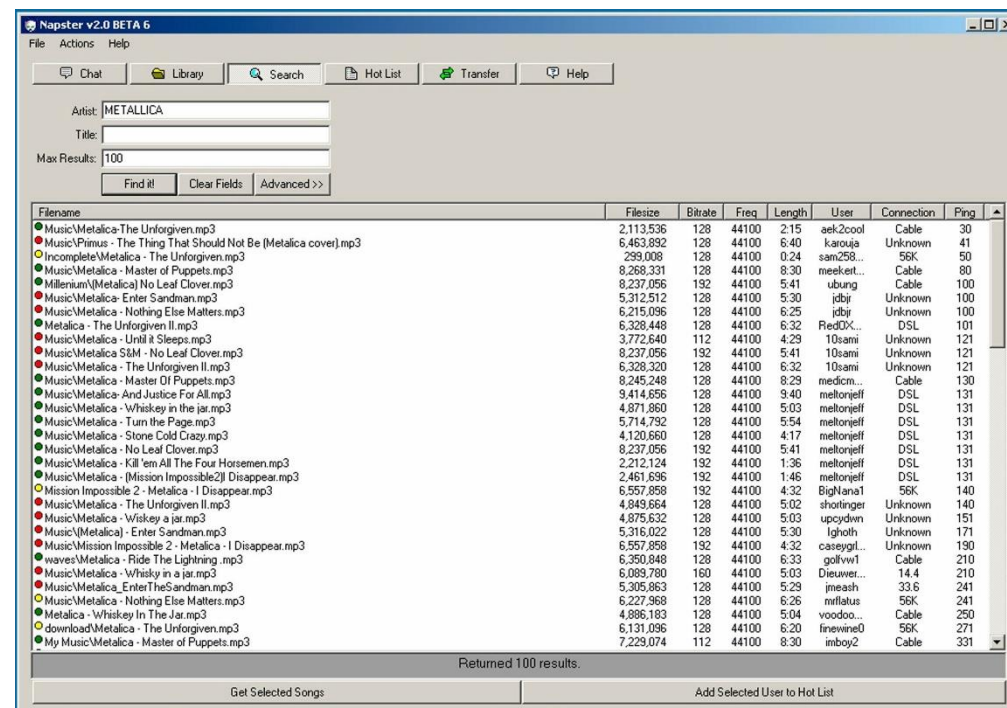 Napster v2.0 BETA 6
File Actions Help
Chat Library Search Hot List Transfer Help
Artist: METALLICA
Title:
Max Results: 100
Find it! Clear Fields Advanced >>
Filename Filesize Bitrate Freq Length User Connection Ping
Music\Metalica-The Unforgiven.mp3 2,113,536 128 44100 2:15 aek2cool Cable 30
Music\Primus - The Thing That Should Not Be (Metalica cover).mp3 6,463,892 128 44100 6:40 karouja Unknown 41
Incomplete\Metalica - The Unforgiven.mp3 299,008 128 44100 0:24 sam258... 56K 50
Music\Metalica - Master of Puppets.mp3 8,268,331 128 44100 8:30 meekert... Cable 80
Millenium\(Metalica) No Leaf Clover.mp3 8,237,056 192 44100 5:41 ubung Cable 100
Music\Metalica- Enter Sandman.mp3 5,312,512 128 44100 5:30 jdbjr Unknown 100
Music\Metalica - Nothing Else Matters.mp3 6,215,096 128 44100 6:25 jdbjr Unknown 100
Metalica - The Unforgiven II.mp3 6,328,448 128 44100 6:32 RedOX... DSL 101
Music\Metalica - Until it Sleeps.mp3 3,772,640 112 44100 4:29 10sami Unknown 121
Music\Metalica S&M - No Leaf Clover.mp3 8,237,056 192 44100 5:41 10sami Unknown 121
Music\Metalica - The Unforgiven II.mp3 6,328,320 128 44100 6:32 10sami Unknown 121
Music\Metalica - Master Of Puppets.mp3 8,245,248 128 44100 8:29 medicm... Cable 130
Music\Metalica- And Justice For All.mp3 9,414,656 128 44100 9:40 meltonjeff DSL 131
Music\Metalica - Whiskey in the jar.mp3 4,871,860 128 44100 5:03 meltonjeff DSL 131
Music\Metalica - Turn the Page.mp3 5,714,792 128 44100 5:54 meltonjeff DSL 131
Music\Metalica - Stone Cold Crazy.mp3 4,120,660 128 44100 4:17 meltonjeff DSL 131
Music\Metalica - No Leaf Clover.mp3 8,237,056 192 44100 5:41 meltonjeff DSL 131
Music\Metalica - Kill 'em All The Four Horsemen.mp3 2,212,124 192 44100 1:36 meltonjeff DSL 131
Music\Metalica - (Mission Impossible2)I Disappear.mp3 2,461,696 192 44100 1:46 meltonjeff DSL 131
Mission Impossible 2 - Metalica - I Disappear.mp3 6,557,858 192 44100 4:32 BigNana1 56K 140
Music\Metalica - The Unforgiven II.mp3 4,849,664 128 44100 5:02 shortinger Unknown 140
Music\Metalica - Wiskey a jar.mp3 4,875,632 128 44100 5:03 upcydwn Unknown 151
Music\(Metalica) - Enter Sandman.mp3 5,316,022 128 44100 5:30 lghoth Unknown 171
Music\Mission Impossible 2 - Metalica - I Disappear.mp3 6,557,858 192 44100 4:32 caseygrl... Unknown 190
waves\Metalica - Ride The Lightning .mp3 6,350,848 128 44100 6:33 golfvw1 Cable 210
Music\Metalica - Whisky in a jar.mp3 6,089,780 160 44100 5:03 Dieuwer... 14.4 210
Music\Metalica_EnterTheSandman.mp3 5,305,863 128 44100 5:29 jmeash 33.6 241
Music\Metalica - Nothing Else Matters.mp3 6,227,968 128 44100 6:26 mrflatus 56K 241
Metalica - Whiskey In The Jar.mp3 4,886,183 128 44100 5:04 voodoo... Cable 250
download\Metalica - The Unforgiven.mp3 6,131,096 128 44100 6:20 finewine0 56K 271
My Music\Metalica - Master of Puppets.mp3 7,229,074 112 44100 8:30 imboy2 Cable 331
Returned 100 results.
Get Selected Songs Add Selected User to Hot List